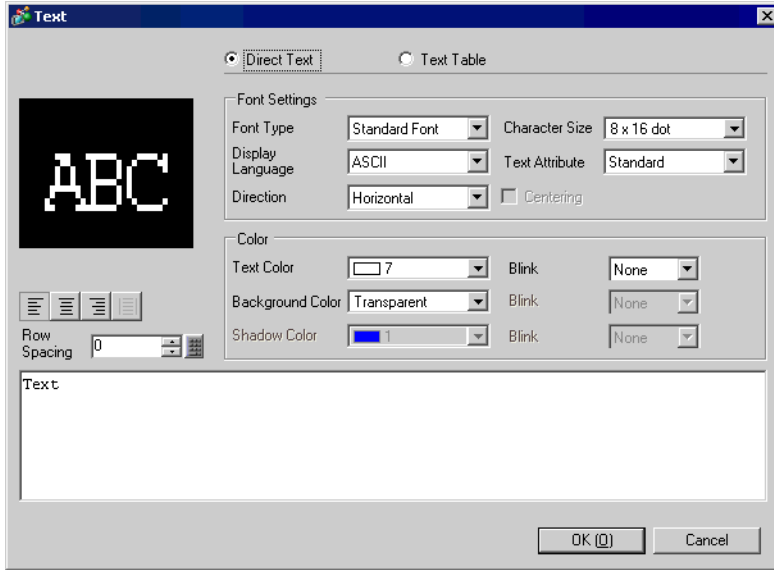 Text
Direct Text Text Table
Font Settings
Font Type Standard Font Character Size 8 x 16 dot
Display
Language ASCII Text Attribute Standard
Direction Horizontal Centering
ABC
Color
Text Color 7 Blink None
Background Color Transparent Blink None
Shadow Color 1 Blink None
Row
Spacing 0
Text
OK (O) Cancel